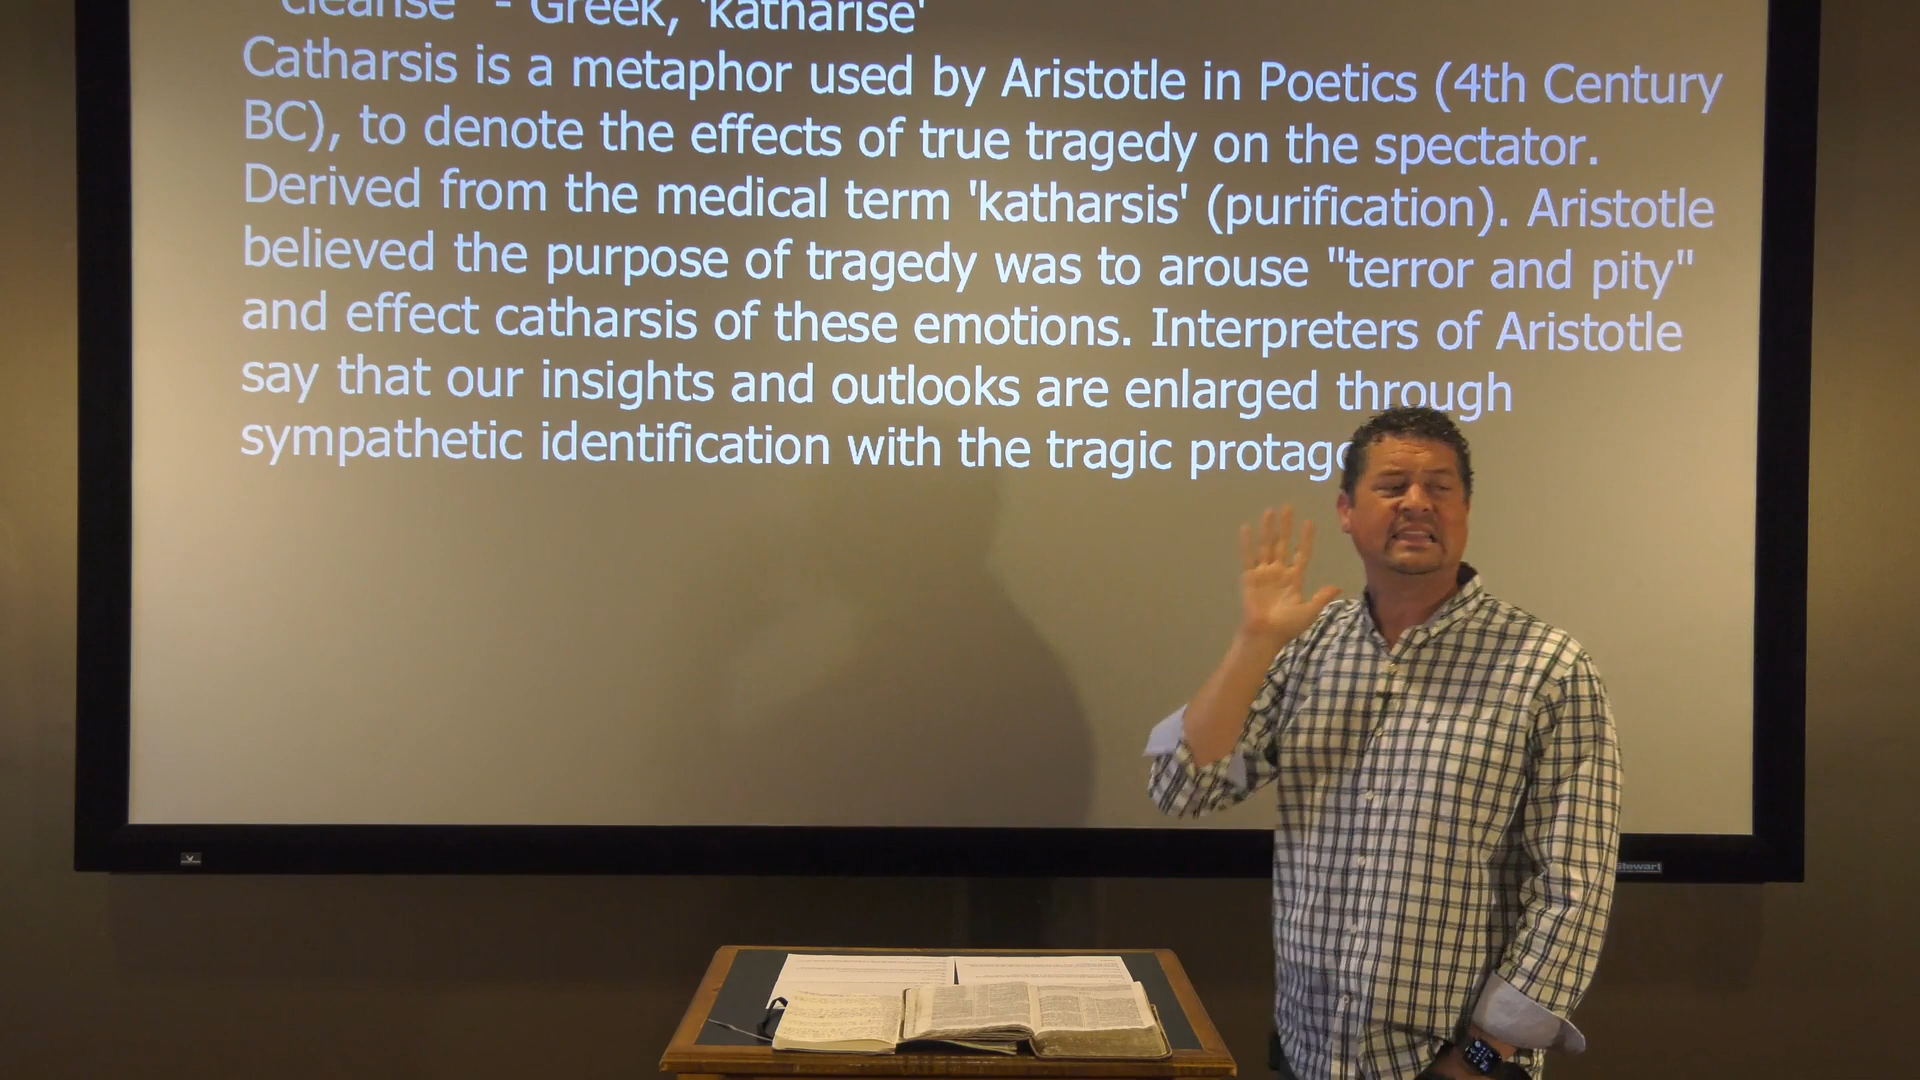 "cleanse" - Greek, 'katharise'
Catharsis is a metaphor used by Aristotle in Poetics (4th Century
BC), to denote the effects of true tragedy on the spectator.
Derived from the medical term 'katharsis' (purification). Aristotle
believed the purpose of tragedy was to arouse "terror and pity"
and effect catharsis of these emotions. Interpreters of Aristotle
say that our insights and outlooks are enlarged through
sympathetic identification with the tragic protago
Stewart